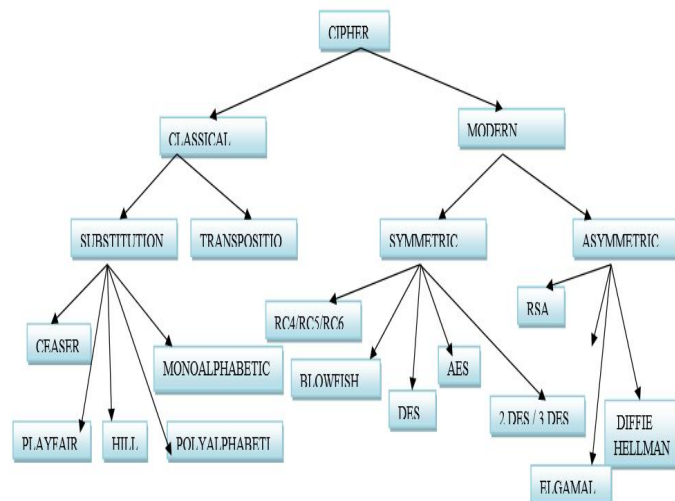 CIPHER
CLASSICAL
MODERN
SUBSTITUTION
TRANSPOSITIO
SYMMETRIC
ASYMMETRIC
CEASER
MONOALPHABETIC
RC4/RC5/RC6
BLOWFISH
AES
RSA
PLAYFAIR
HILL
POLYALPHABETI
DES
2 DES / 3 DES
DIFFIE
HELLMAN
ELGAMAL